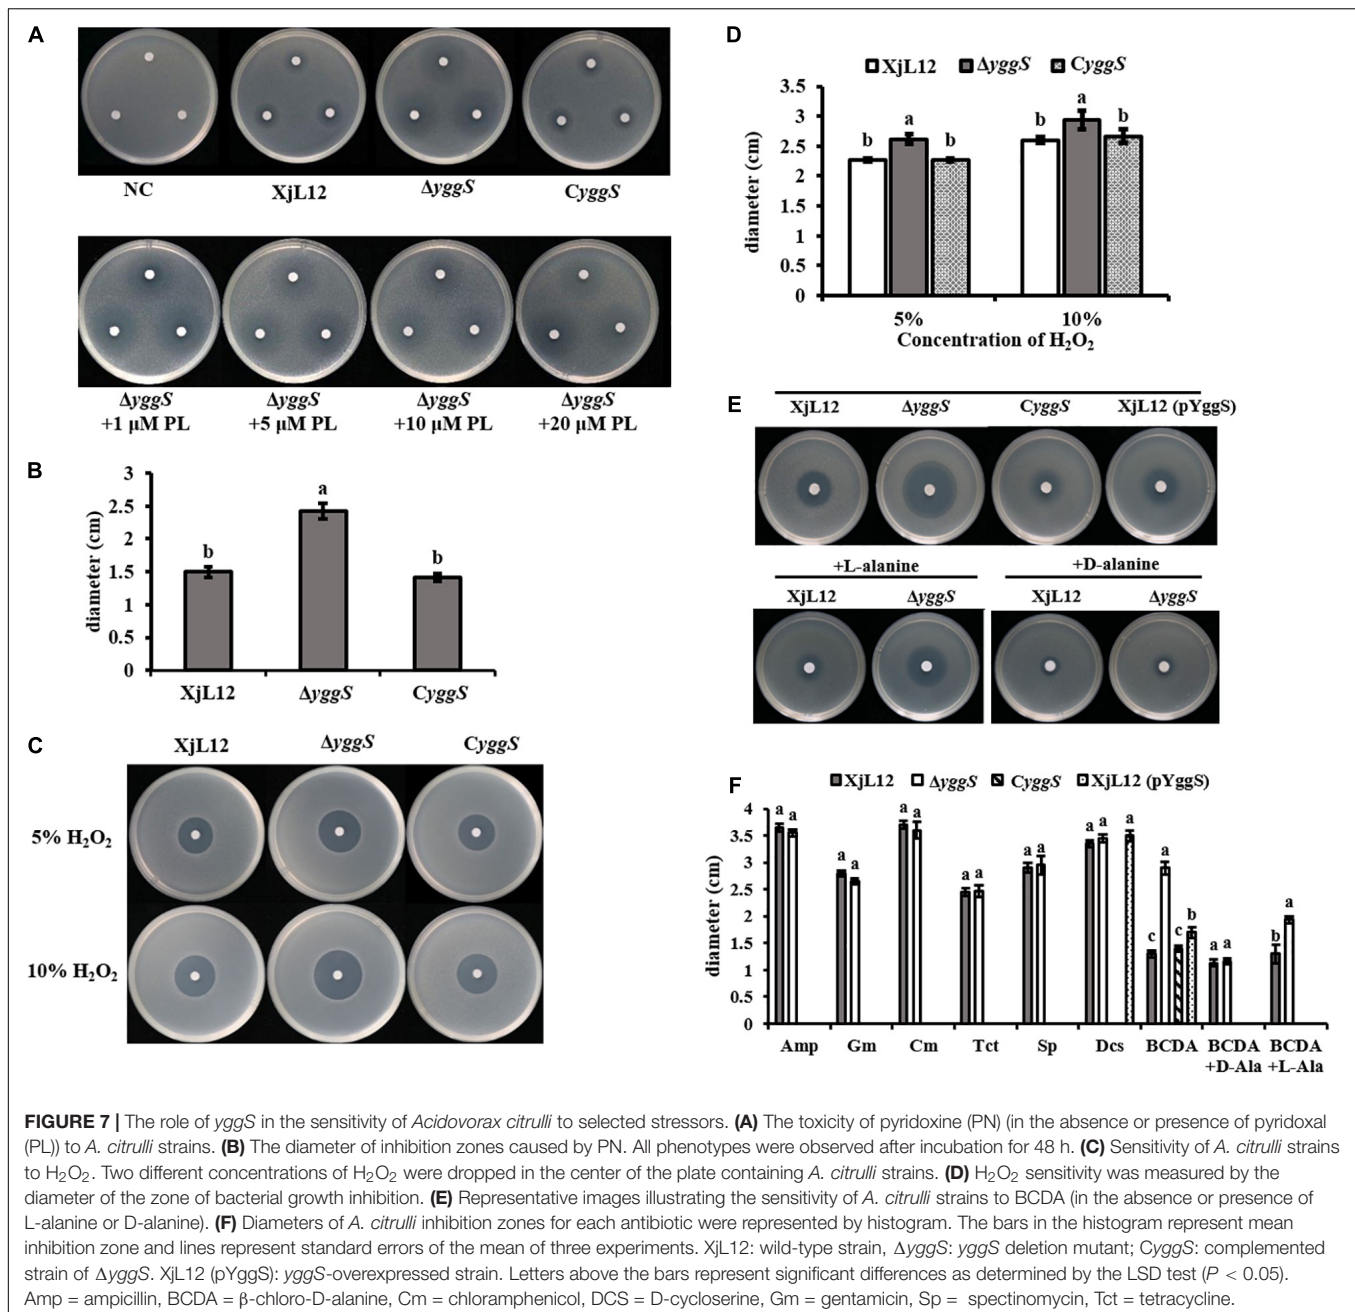 A
NC
XjL12
ΔyggS
CyggS
ΔyggS
+1 μM PL
ΔyggS
+5 μM PL
ΔyggS
+10 μM PL
ΔyggS
+20 μM PL
B
diameter (cm)
3
2.5
2
1.5
1
0.5
0
b
a
b
XjL12
ΔyggS
CyggS
C
XjL12
ΔyggS
CyggS
5% H₂O₂
10% H₂O₂
D
XjL12 ΔyggS CyggS
diameter (cm)
3.5
3
2.5
2
1.5
1
0.5
0
b a b
b a b
5%
10%
Concentration of H₂O₂
E
XjL12
ΔyggS
CyggS
XjL12 (pYggS)
+L-alanine
+D-alanine
XjL12
ΔyggS
XjL12
ΔyggS
F
XjL12 ΔyggS CyggS XjL12 (pYggS)
diameter (cm)
4
3.5
3
2.5
2
1.5
1
0.5
0
a a
a a
a a
a a
a a
a a a
c a c b
a a
b a
Amp
Gm
Cm
Tct
Sp
Dcs
BCDA
BCDA
+D-Ala
BCDA
+L-Ala
FIGURE 7 | The role of yggS in the sensitivity of Acidovorax citrulli to selected stressors. (A) The toxicity of pyridoxine (PN) (in the absence or presence of pyridoxal
(PL)) to A. citrulli strains. (B) The diameter of inhibition zones caused by PN. All phenotypes were observed after incubation for 48 h. (C) Sensitivity of A. citrulli strains
to H₂O₂. Two different concentrations of H₂O₂ were dropped in the center of the plate containing A. citrulli strains. (D) H₂O₂ sensitivity was measured by the
diameter of the zone of bacterial growth inhibition. (E) Representative images illustrating the sensitivity of A. citrulli strains to BCDA (in the absence or presence of
L-alanine or D-alanine). (F) Diameters of A. citrulli inhibition zones for each antibiotic were represented by histogram. The bars in the histogram represent mean
inhibition zone and lines represent standard errors of the mean of three experiments. XjL12: wild-type strain, ΔyggS: yggS deletion mutant; CyggS: complemented
strain of ΔyggS. XjL12 (pYggS): yggS-overexpressed strain. Letters above the bars represent significant differences as determined by the LSD test (P < 0.05).
Amp = ampicillin, BCDA = β-chloro-D-alanine, Cm = chloramphenicol, DCS = D-cycloserine, Gm = gentamicin, Sp = spectinomycin, Tct = tetracycline.